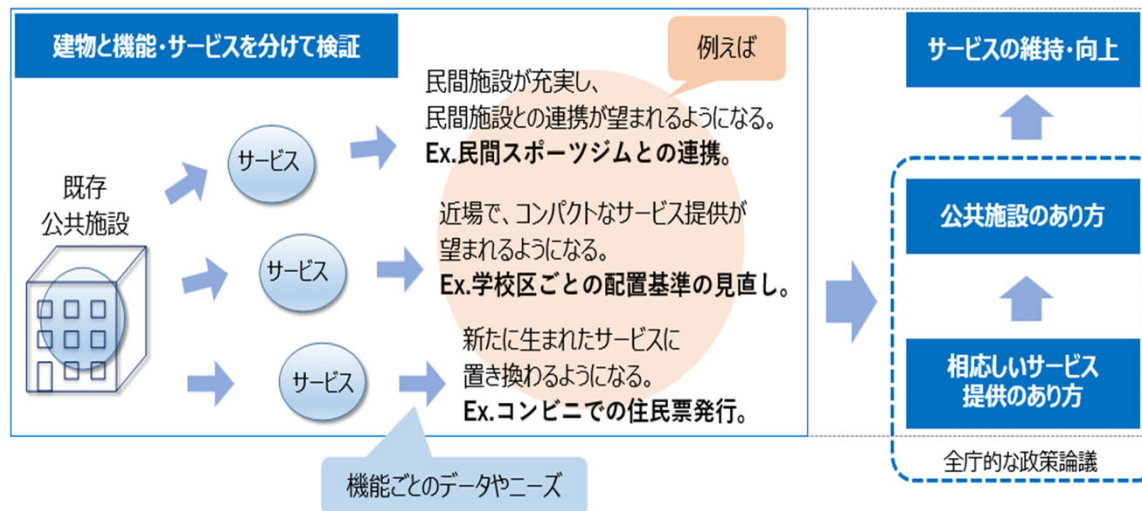 建物と機能・サービスを分けて検証
例えば
既存
公共施設
サービス
民間施設が充実し、
民間施設との連携が望まれるようになる。
Ex.民間スポーツジムとの連携。
サービス
近場で、コンパクトなサービス提供が
望まれるようになる。
Ex.学校区ごとの配置基準の見直し。
サービス
新たに生まれたサービスに
置き換わるようになる。
Ex.コンビニでの住民票発行。
機能ごとのデータやニーズ
サービスの維持・向上
公共施設のあり方
相応しいサービス
提供のあり方
全庁的な政策論議